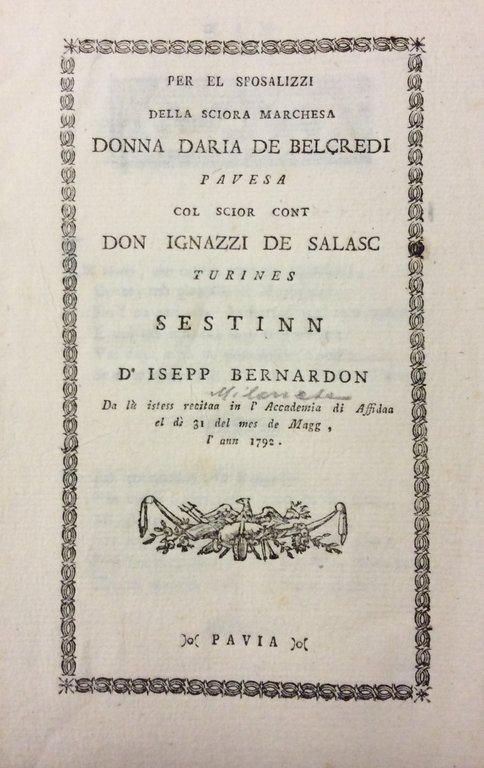 PER EL SPOSALIZZI
DELLA SCIORA MARCHESA
DONNA DARIA DE BELCREDI
PAVESA
COL SCIOR CONT
DON IGNAZZI DE SALASC
TURINES
SESTINN
D' ISEPP BERNARDON
Milanese
Da lù istess recitaa in l' Accademia di Affidaa
el dì 31 del mes de Magg ,
l' ann 1792 .
)o( PAVIA )o(